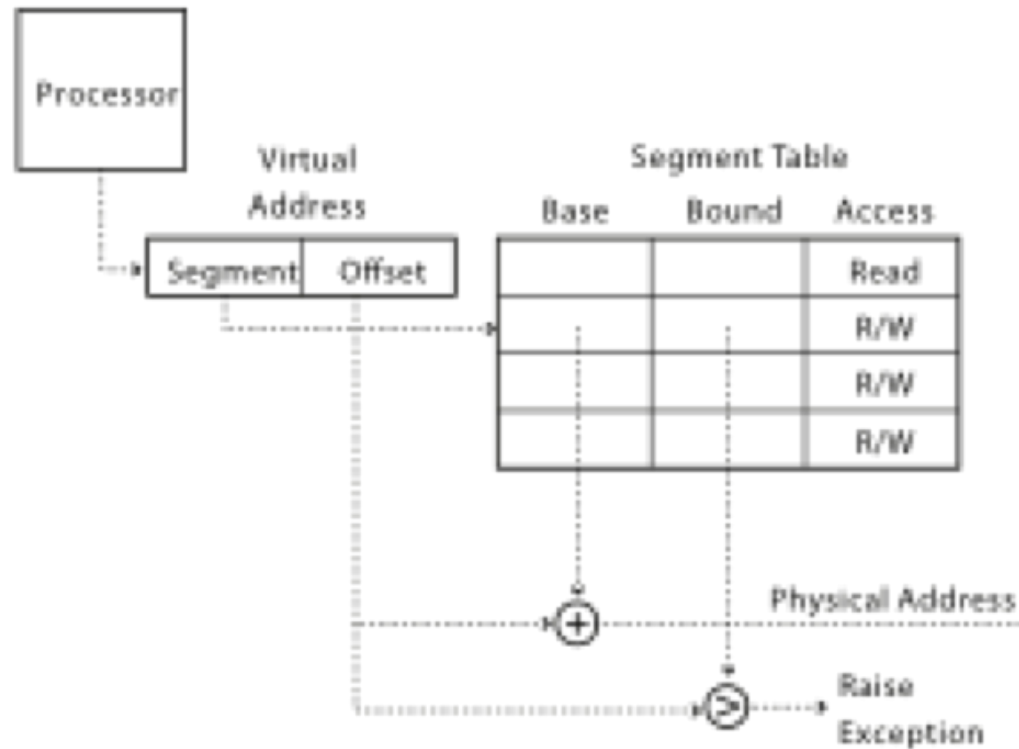 Processor
Virtual
Address
Segment Table
Base Bound Access
Segment Offset
Read
R/W
R/W
R/W
+
Physical Address
>
Raise
Exception